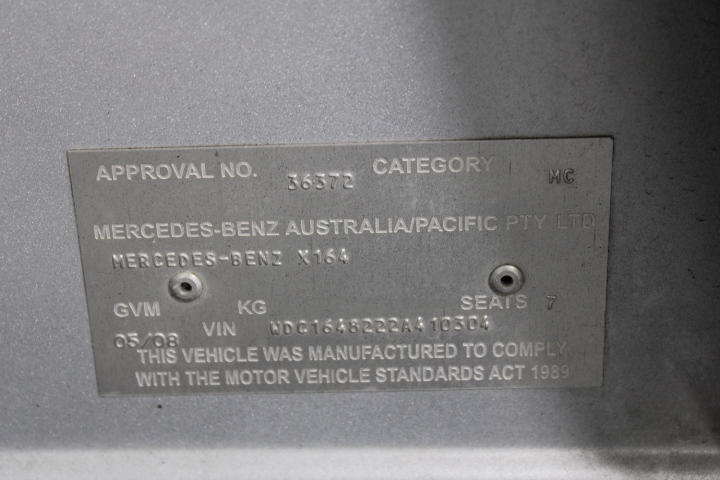 APPROVAL NO. 36372 CATEGORY MC
MERCEDES-BENZ AUSTRALIA/PACIFIC PTY LTD
MERCEDES-BENZ X164
GVM KG SEATS 7
05/08 VIN WDC1648222A410304
THIS VEHICLE WAS MANUFACTURED TO COMPLY
WITH THE MOTOR VEHICLE STANDARDS ACT 1989